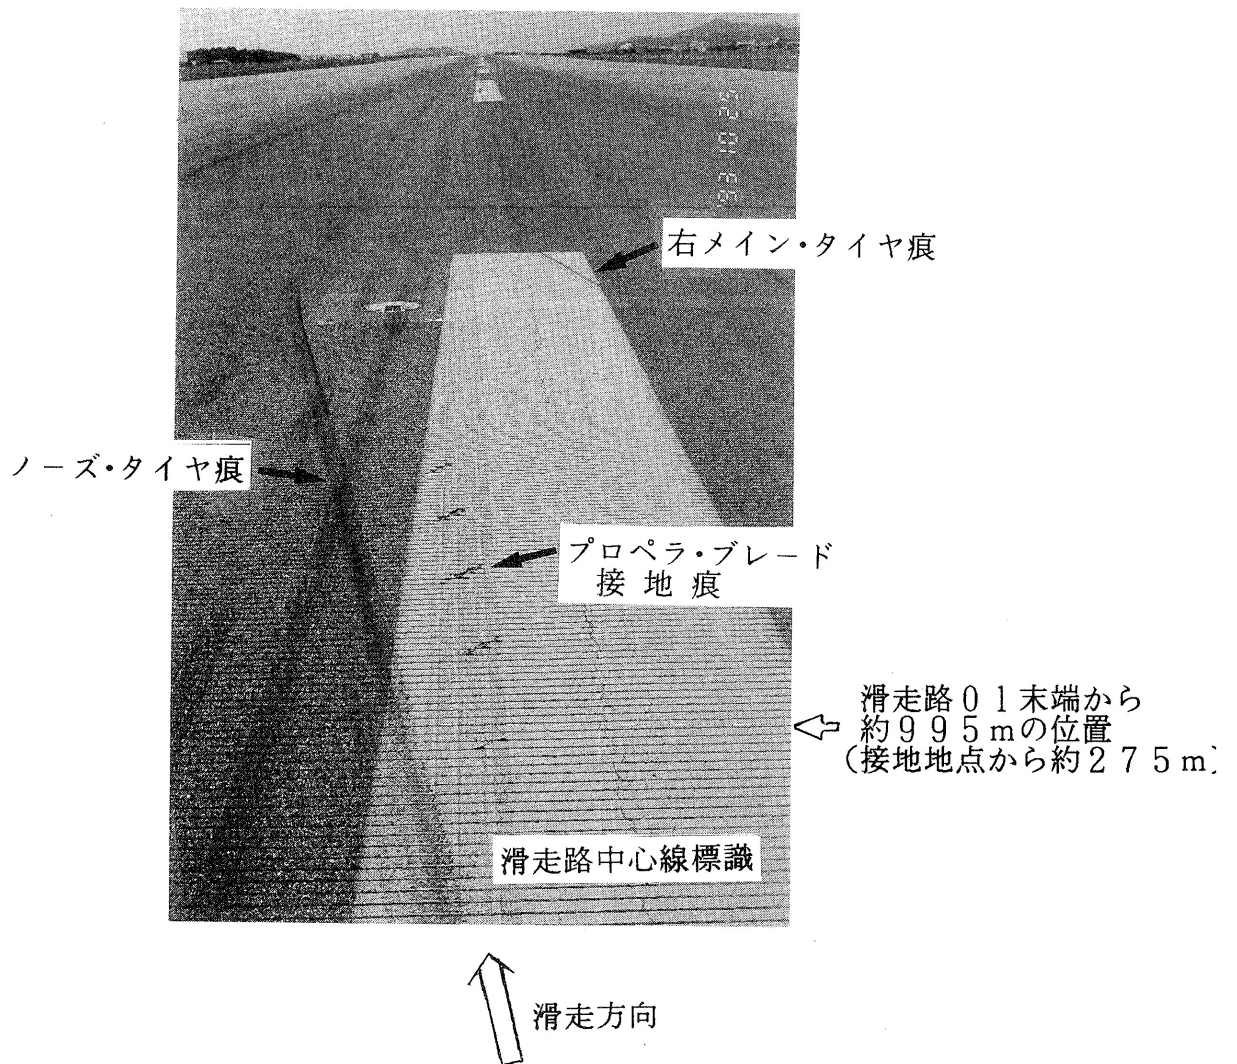 '93 10 25
右メイン・タイヤ痕
ノーズ・タイヤ痕
プロペラ・ブレード
接地痕
滑走路01末端から
約995mの位置
(接地地点から約275m)
滑走路中心線標識
滑走方向